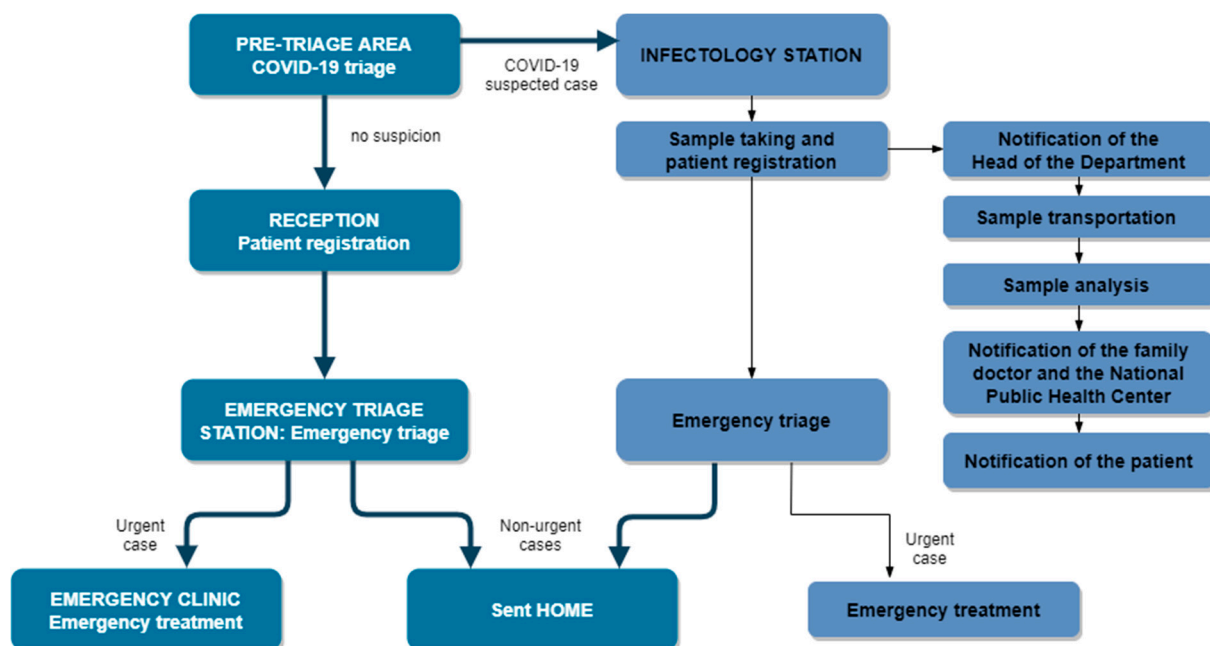 PRE-TRIAGE AREA
COVID-19 triage
COVID-19
suspected case
INFECTOLOGY STATION
no suspicion
Sample taking and
patient registration
Notification of the
Head of the Department
Sample transportation
RECEPTION
Patient registration
Sample analysis
Notification of the family
doctor and the National
Public Health Center
EMERGENCY TRIAGE
STATION: Emergency triage
Emergency triage
Notification of the patient
Urgent
case
Non-urgent
cases
Urgent
case
EMERGENCY CLINIC
Emergency treatment
Sent HOME
Emergency treatment